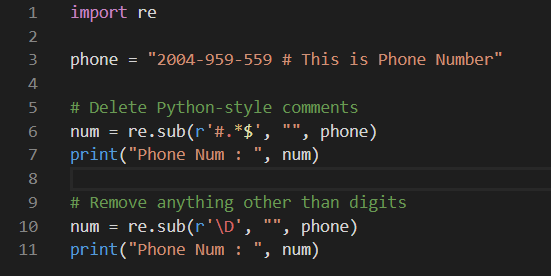 1 import re
2
3 phone = "2004-959-559 # This is Phone Number"
4
5 # Delete Python-style comments
6 num = re.sub(r'#.*$', "", phone)
7 print("Phone Num : ", num)
8
9 # Remove anything other than digits
10 num = re.sub(r'\D', "", phone)
11 print("Phone Num : ", num)